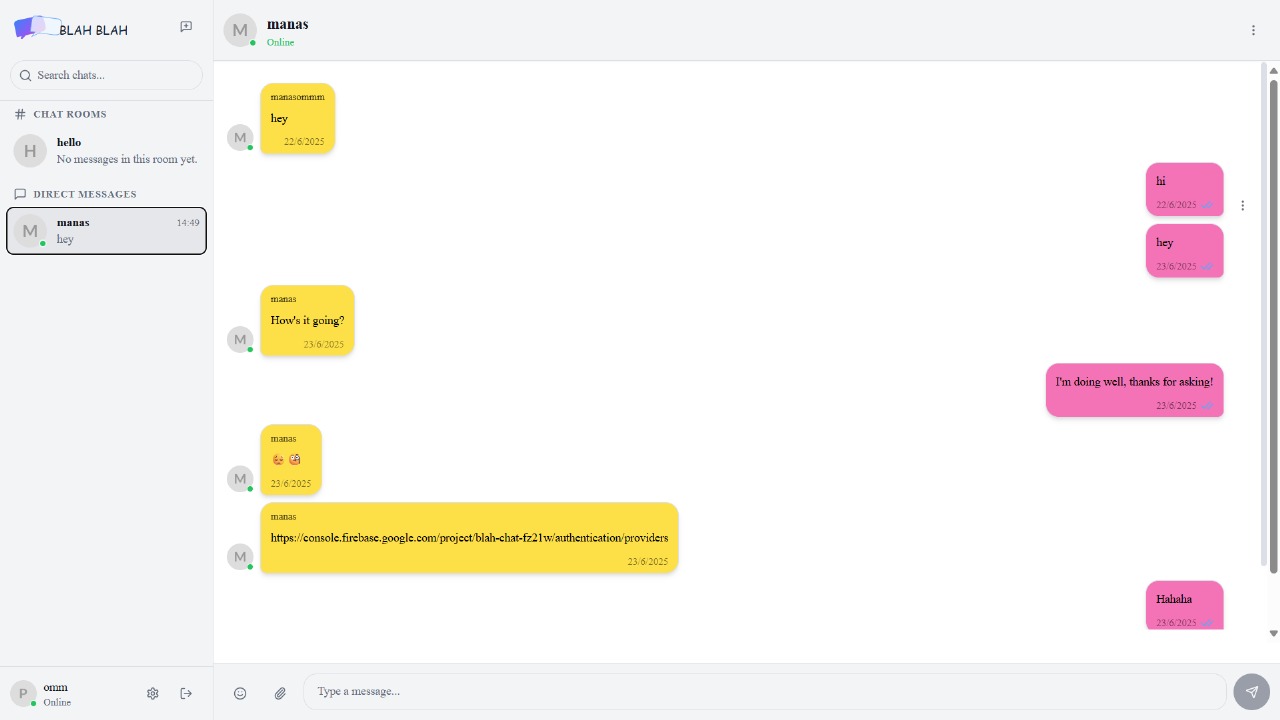 BLAH BLAH
Search chats...
CHAT ROOMS
H
hello
No messages in this room yet.
DIRECT MESSAGES
M
manas
14:49
hey
P
omm
Online
M
manas
Online
manasommm
hey
22/6/2025
M
hi
22/6/2025
hey
23/6/2025
manas
How's it going?
23/6/2025
M
I'm doing well, thanks for asking!
23/6/2025
manas
23/6/2025
M
manas
https://console.firebase.google.com/project/blah-chat-fz21w/authentication/providers
23/6/2025
M
Hahaha
23/6/2025
Type a message...